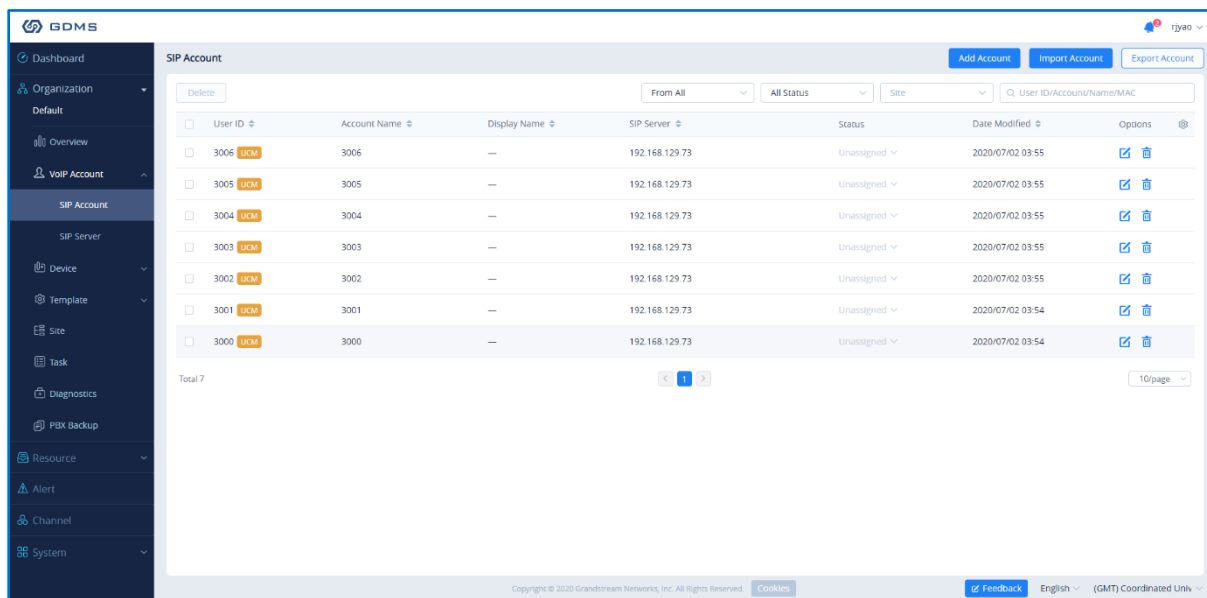 GDMS
2 rjyao
Dashboard
Organization
Default
Overview
VoIP Account
SIP Account
SIP Server
Device
Template
Site
Task
Diagnostics
PBX Backup
Resource
Alert
Channel
System
SIP Account Add Account Import Account Export Account
Delete From All All Status Site User ID/Account/Name/MAC
User ID Account Name Display Name SIP Server Status Date Modified Options
3006 UCM 3006 — 192.168.129.73 Unassigned 2020/07/02 03:55
3005 UCM 3005 — 192.168.129.73 Unassigned 2020/07/02 03:55
3004 UCM 3004 — 192.168.129.73 Unassigned 2020/07/02 03:55
3003 UCM 3003 — 192.168.129.73 Unassigned 2020/07/02 03:55
3002 UCM 3002 — 192.168.129.73 Unassigned 2020/07/02 03:55
3001 UCM 3001 — 192.168.129.73 Unassigned 2020/07/02 03:54
3000 UCM 3000 — 192.168.129.73 Unassigned 2020/07/02 03:54
Total 7 < 1 > 10/page
Copyright © 2020 Grandstream Networks, Inc. All Rights Reserved. Cookies Feedback English (GMT) Coordinated Univ